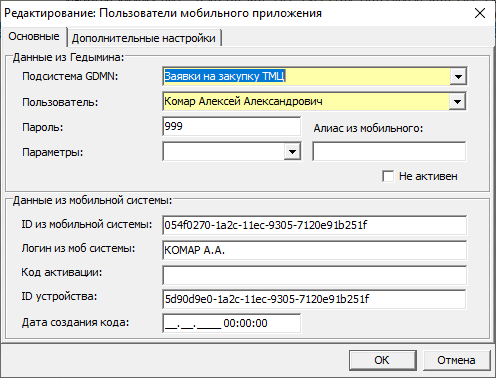 Редактирование: Пользователи мобильного приложения
Основные Дополнительные настройки
Данные из Гедымина:
Подсистема GDMN: Заявки на закупку ТМЦ
Пользователь: Комар Алексей Александрович
Пароль: 999 Алиас из мобильного:
Параметры:
Не активен
Данные из мобильной системы:
ID из мобильной системы: 054f0270-1a2c-11ec-9305-7120e91b251f
Логин из моб системы: КОМАР А.А.
Код активации:
ID устройства: 5d90d9e0-1a2c-11ec-9305-7120e91b251f
Дата создания кода: __.__.____ 00:00:00
OK Отмена